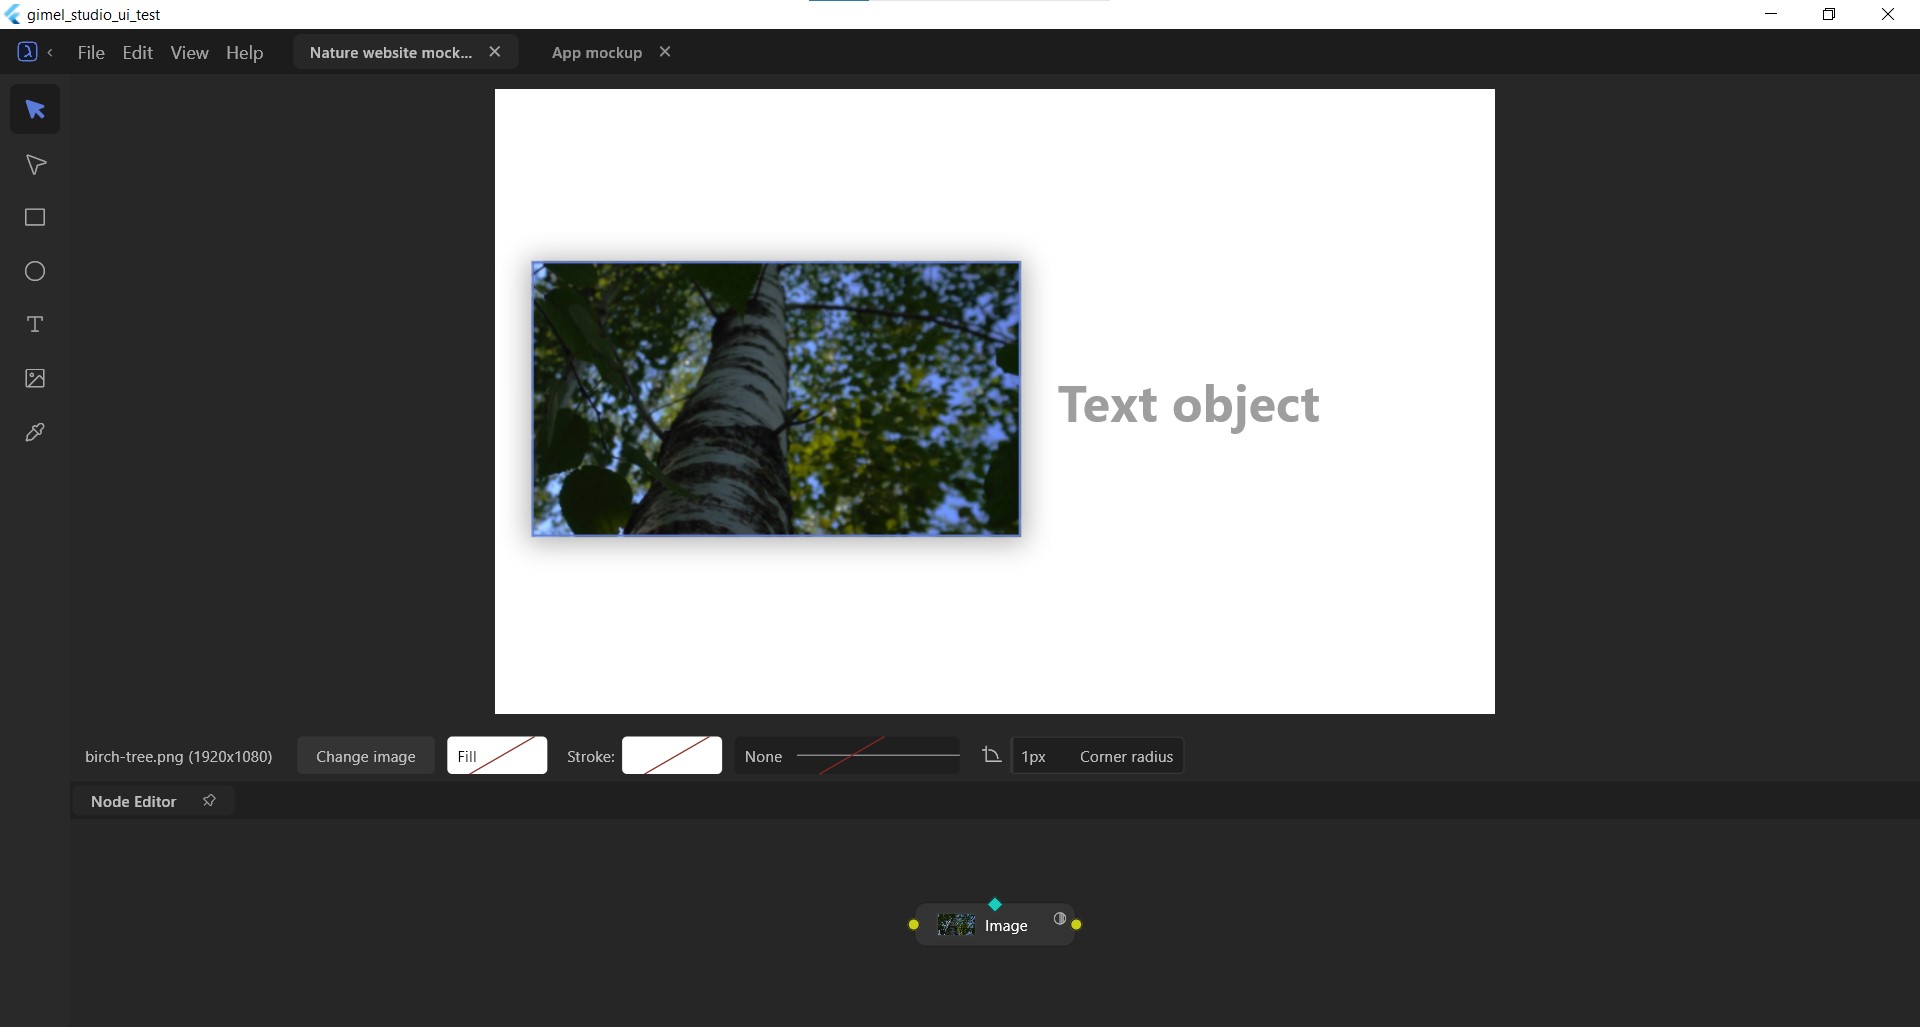 gimel_studio_ui_test
File Edit View Help Nature website mock... App mockup
T
Text object
birch-tree.png (1920x1080) Change image Fill Stroke: None 1px Corner radius
Node Editor
Image